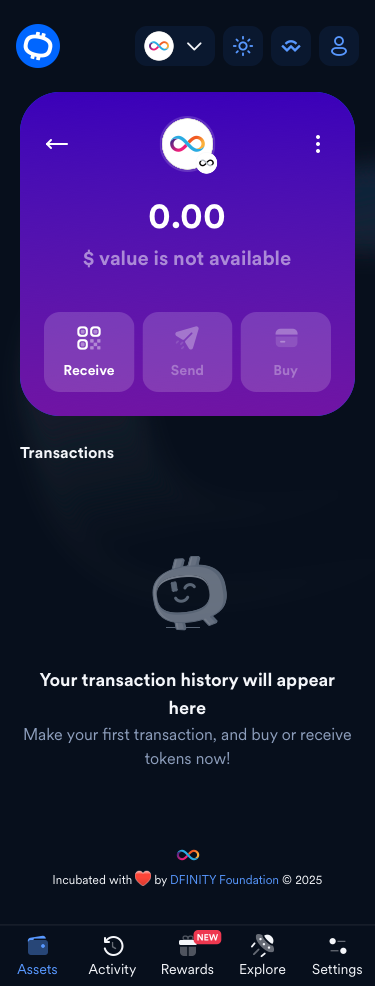 0.00
$ value is not available
Receive
Send
Buy
Transactions
Your transaction history will appear
here
Make your first transaction, and buy or receive
tokens now!
Incubated with ❤️ by DFINITY Foundation © 2025
NEW
Assets
Activity
Rewards
Explore
Settings